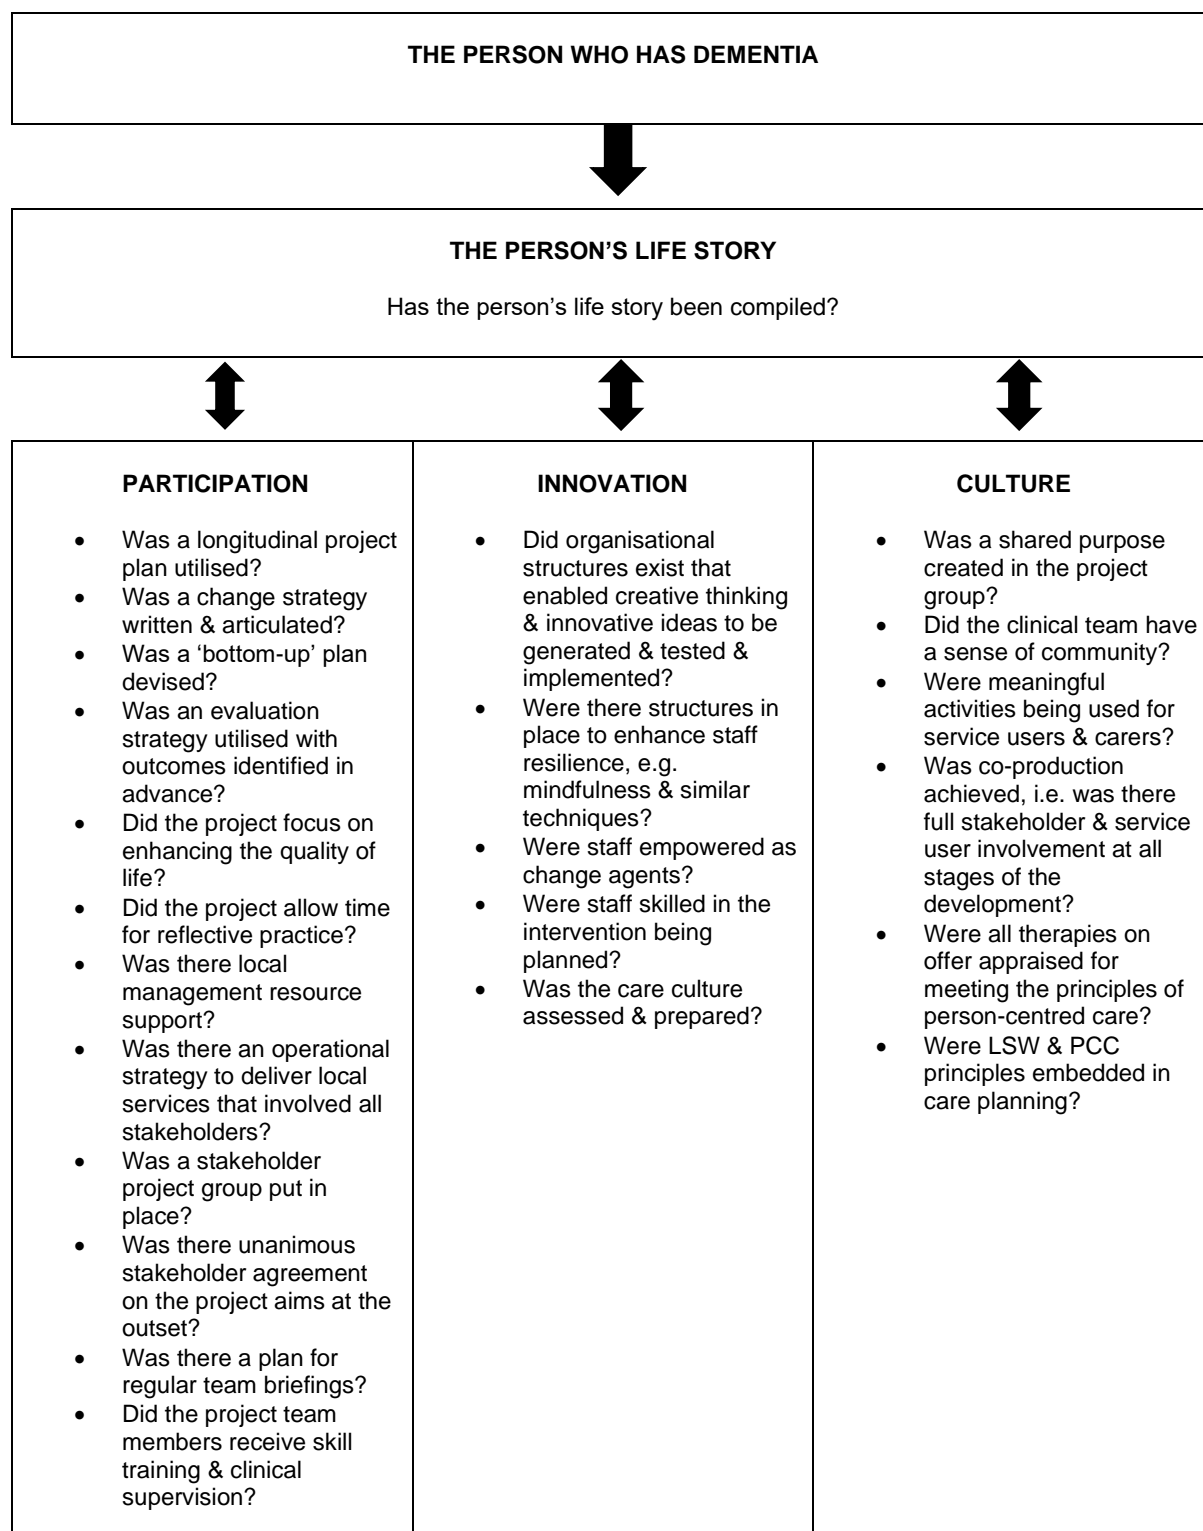 THE PERSON WHO HAS DEMENTIA
THE PERSON’S LIFE STORY
Has the person’s life story been compiled?
PARTICIPATION
• Was a longitudinal project
plan utilised?
• Was a change strategy
written & articulated?
• Was a ‘bottom-up’ plan
devised?
• Was an evaluation
strategy utilised with
outcomes identified in
advance?
• Did the project focus on
enhancing the quality of
life?
• Did the project allow time
for reflective practice?
• Was there local
management resource
support?
• Was there an operational
strategy to deliver local
services that involved all
stakeholders?
• Was a stakeholder
project group put in
place?
• Was there unanimous
stakeholder agreement
on the project aims at the
outset?
• Was there a plan for
regular team briefings?
• Did the project team
members receive skill
training & clinical
supervision?
INNOVATION
• Did organisational
structures exist that
enabled creative thinking
& innovative ideas to be
generated & tested &
implemented?
• Were there structures in
place to enhance staff
resilience, e.g.
mindfulness & similar
techniques?
• Were staff empowered as
change agents?
• Were staff skilled in the
intervention being
planned?
• Was the care culture
assessed & prepared?
CULTURE
• Was a shared purpose
created in the project
group?
• Did the clinical team have
a sense of community?
• Were meaningful
activities being used for
service users & carers?
• Was co-production
achieved, i.e. was there
full stakeholder & service
user involvement at all
stages of the
development?
• Were all therapies on
offer appraised for
meeting the principles of
person-centred care?
• Were LSW & PCC
principles embedded in
care planning?